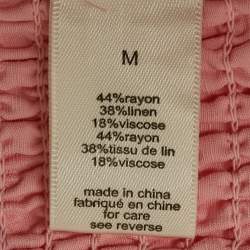 M
44%rayon
38%linen
18%viscose
44%rayon
38%tissu de lin
18%viscose
made in china
fabriqué en chine
for care
see reverse